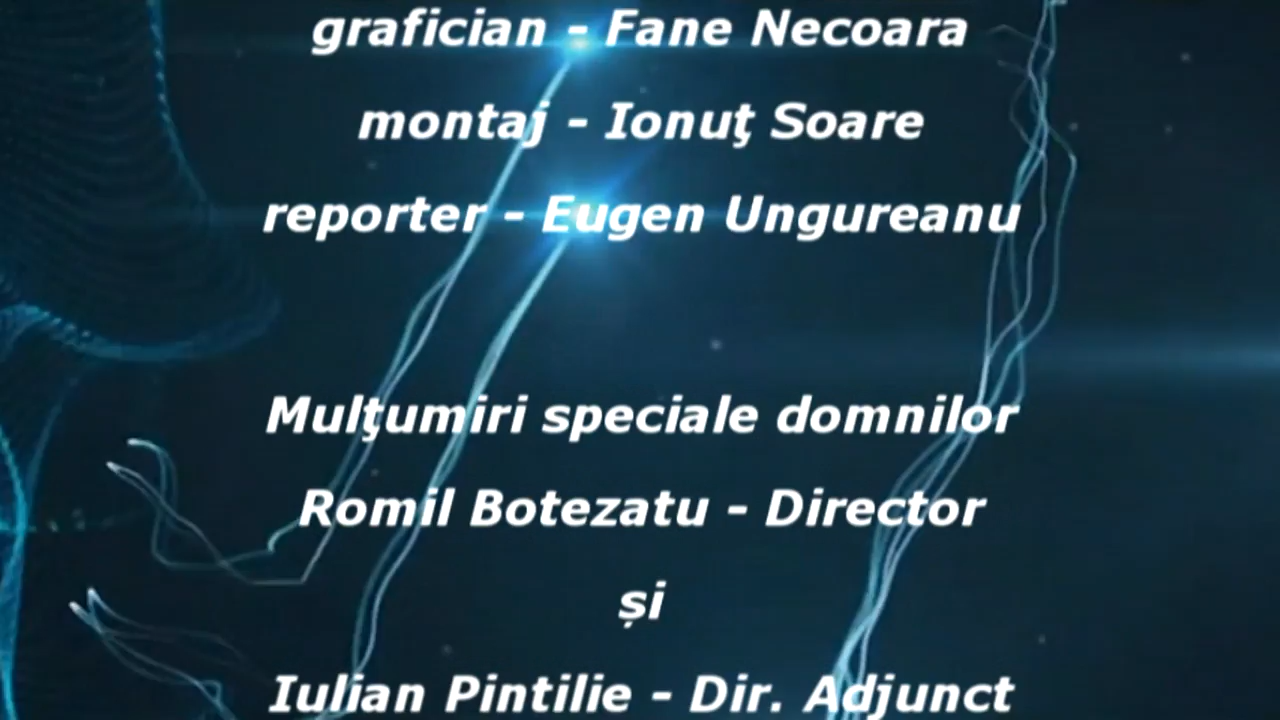 grafician - Fane Necoara
montaj - Ionuţ Soare
reporter - Eugen Ungureanu
Mulţumiri speciale domnilor
Romil Botezatu - Director
și
Iulian Pintilie - Dir. Adjunct